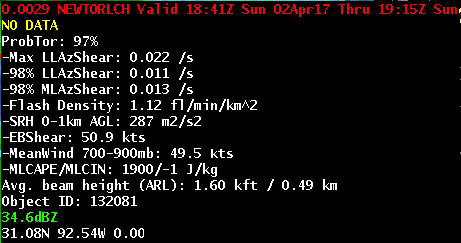 0.0029 NEWTORLCH Valid 18:41Z Sun 02Apr17 Thru 19:15Z Sun
NO DATA
ProbTor: 97%
-Max LLAzShear: 0.022 /s
-98% LLAzShear: 0.011 /s
-98% MLAzShear: 0.013 /s
-Flash Density: 1.12 fl/min/km^2
-SRH 0-1km AGL: 287 m2/s2
-EBShear: 50.9 kts
-MeanWind 700-900mb: 49.5 kts
-MLCAPE/MLCIN: 1900/-1 J/kg
Avg. beam height (ARL): 1.60 kft / 0.49 km
Object ID: 132081
34.6dBZ
31.08N 92.54W 0.00